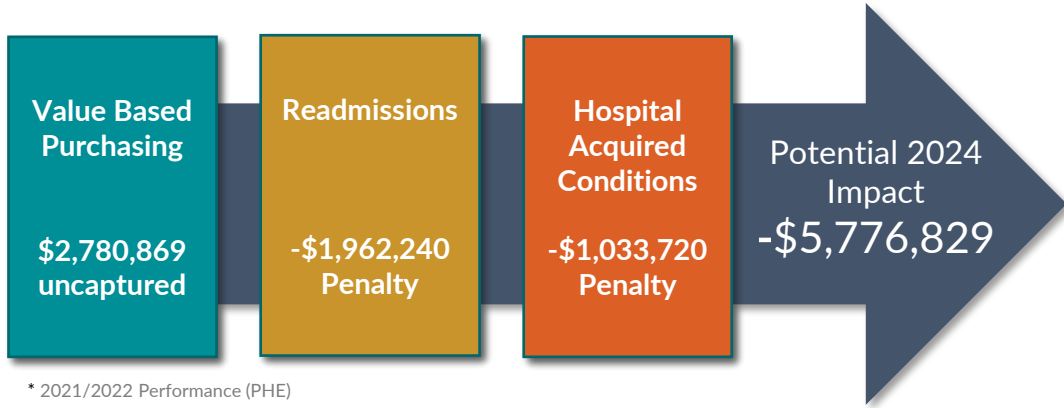 Value Based
Purchasing
$2,780,869
uncaptured
Readmissions
-$1,962,240
Penalty
Hospital
Acquired
Conditions
-$1,033,720
Penalty
Potential 2024
Impact
-$5,776,829
* 2021/2022 Performance (PHE)